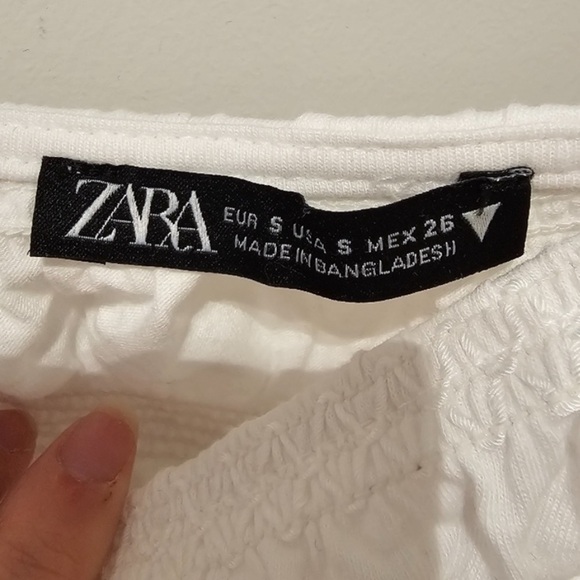 ZARA
EUR S USA S MEX 26
MADE IN BANGLADESH